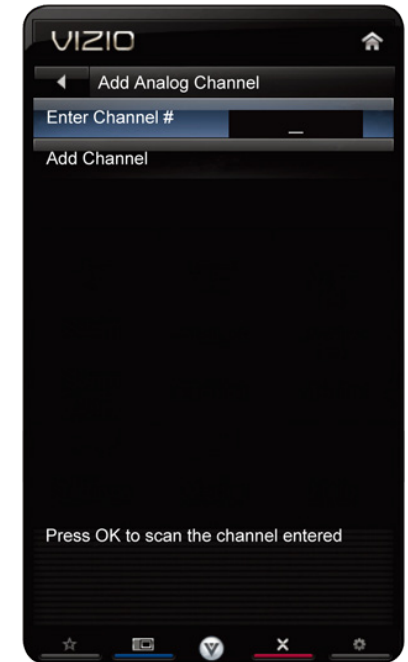 VIZIO
Add Analog Channel
Enter Channel # _
Add Channel
Press OK to scan the channel entered
V